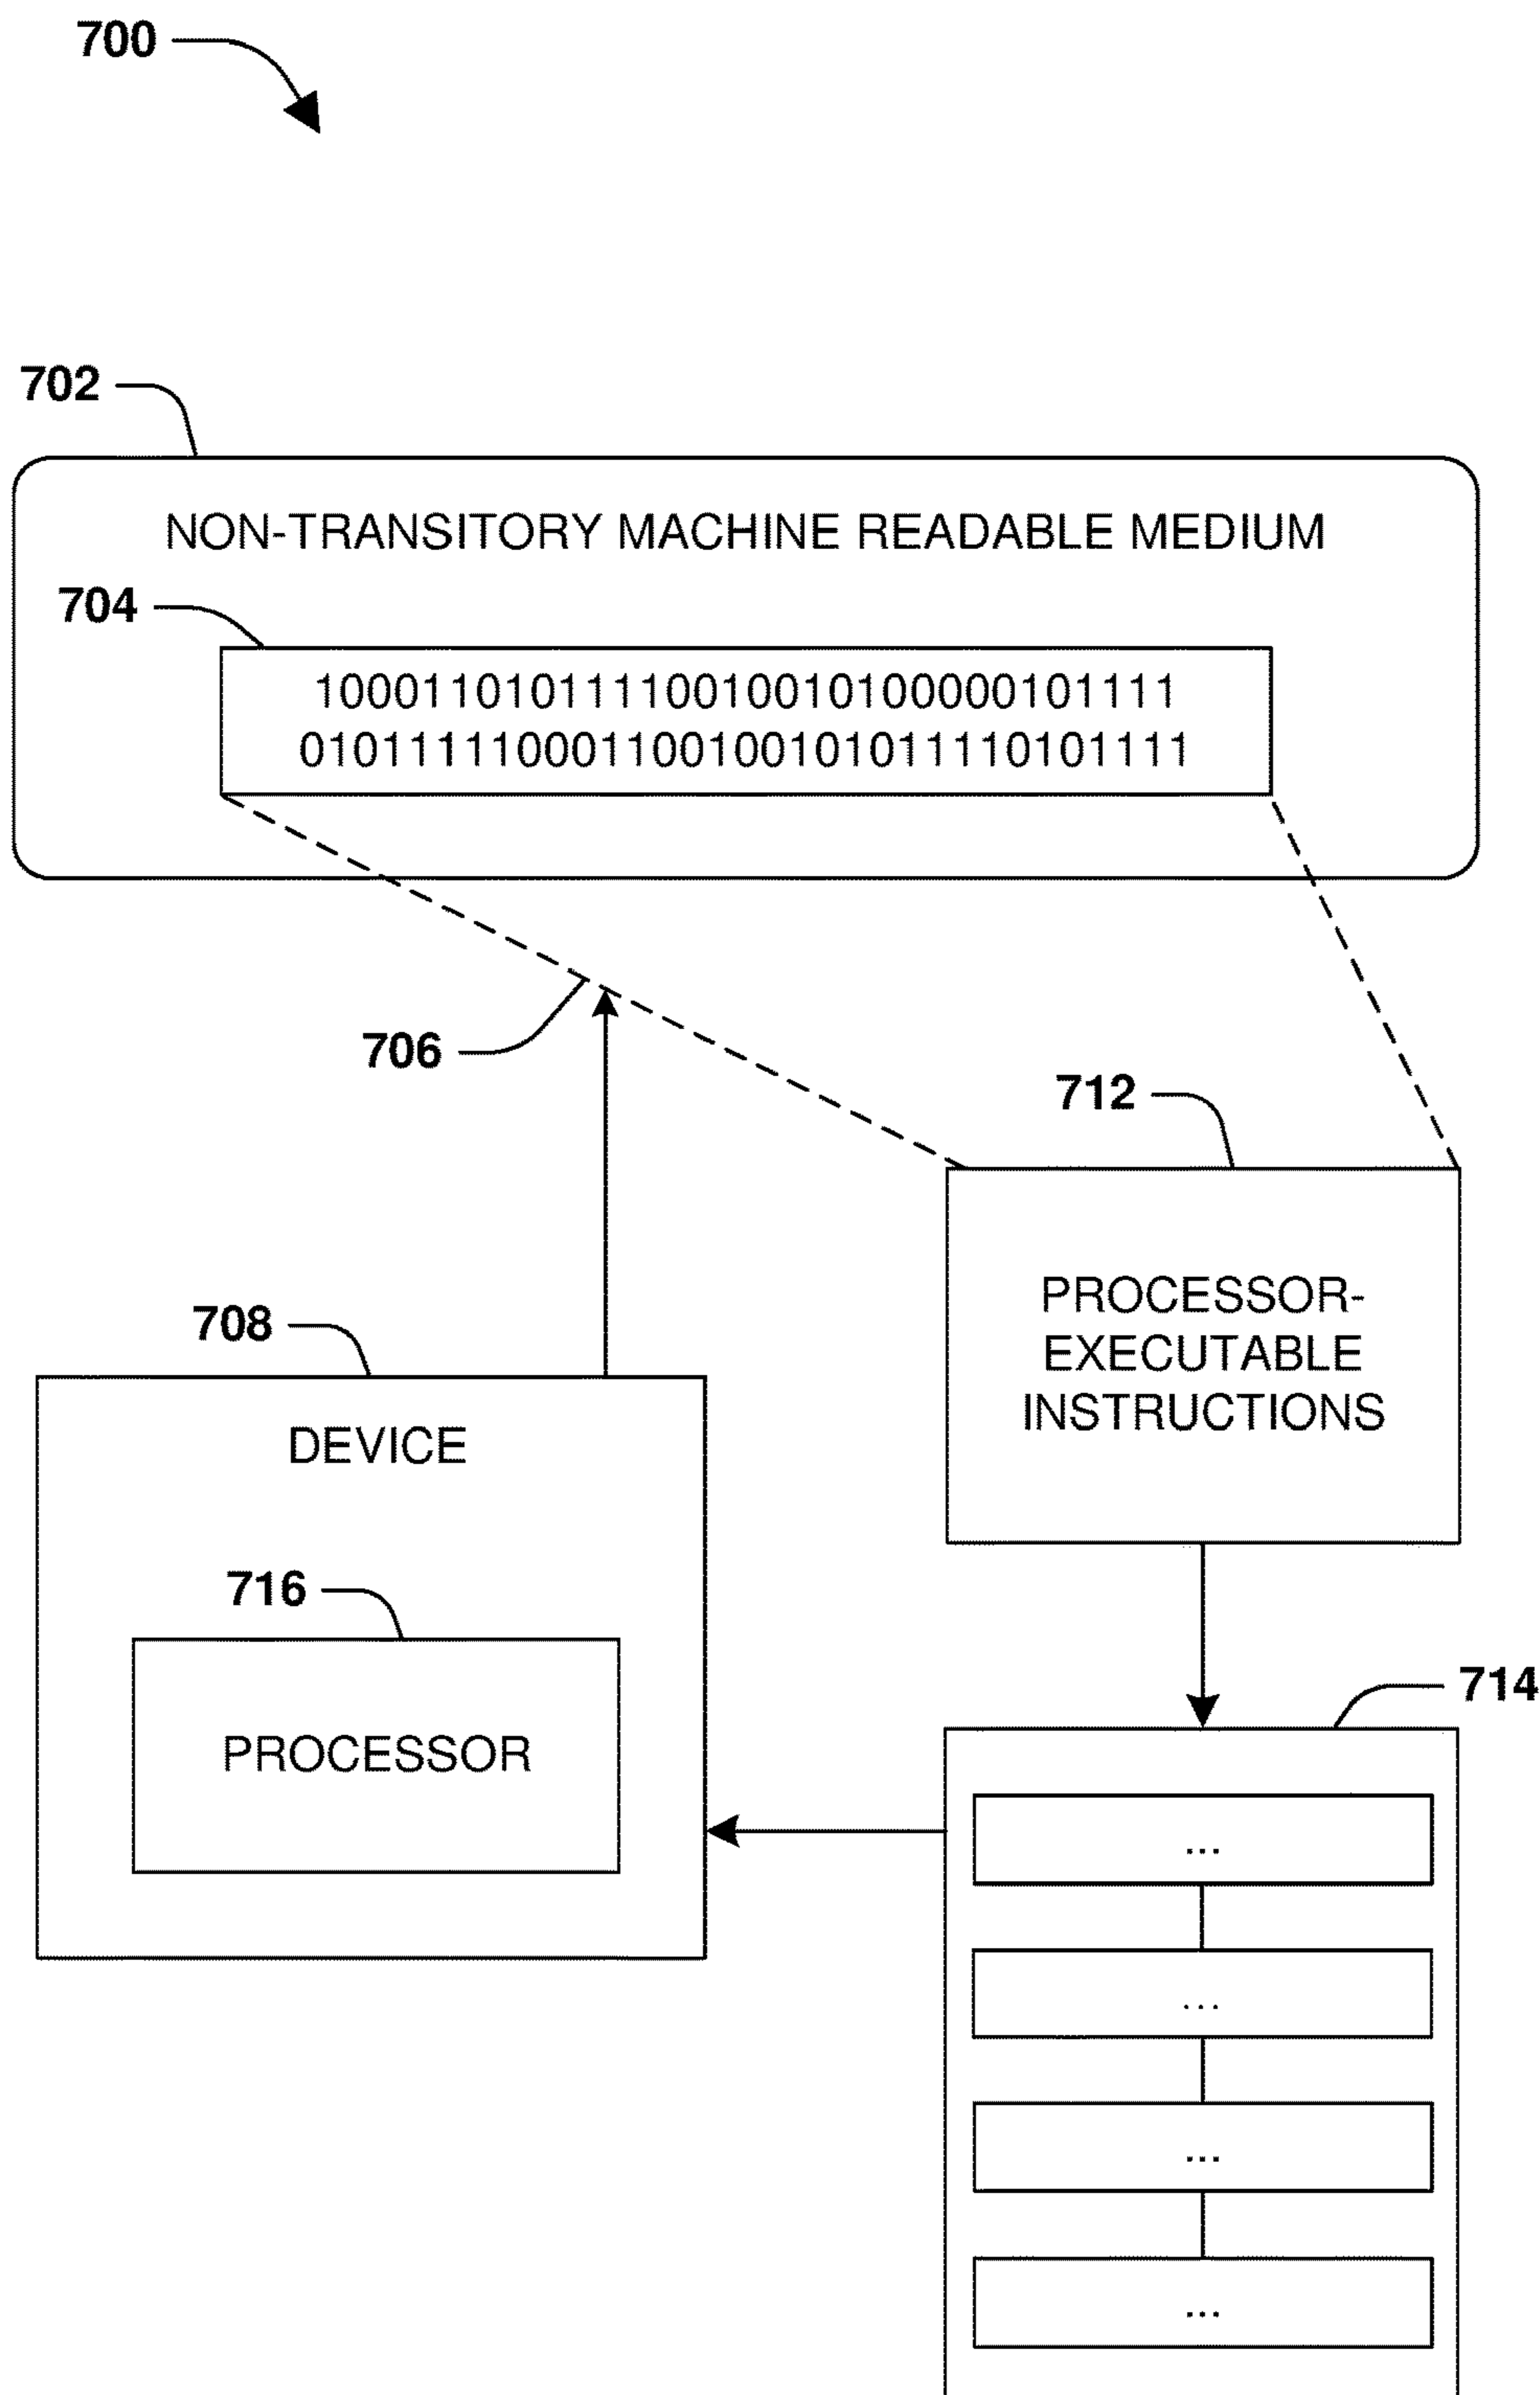 700
702
NON-TRANSITORY MACHINE READABLE MEDIUM
704
10001101011110010010100000101111
0101111110001100100101011110101111
706
712
PROCESSOR-
EXECUTABLE
INSTRUCTIONS
708
DEVICE
716
PROCESSOR
714
...
...
...
...